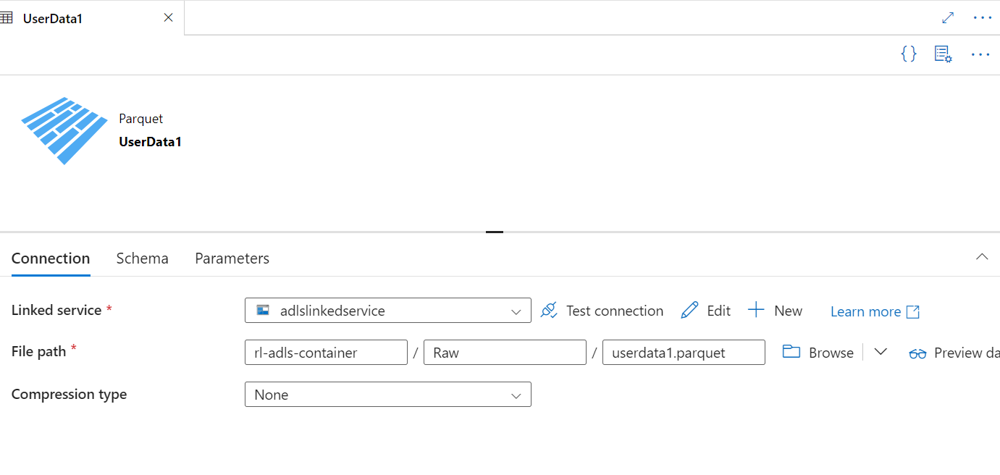 UserData1
{}
Parquet
UserData1
Connection Schema Parameters
Linked service * adlslinkedservice Test connection Edit New Learn more
File path * rl-adls-container / Raw / userdata1.parquet Browse Preview da
Compression type None